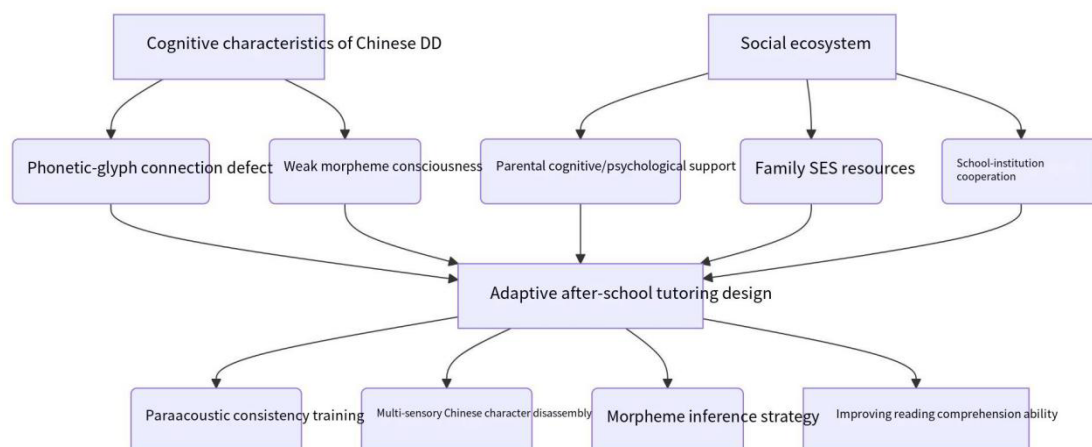 Cognitive characteristics of Chinese DD
Social ecosystem
Phonetic-glyph connection defect
Weak morpheme consciousness
Parental cognitive/psychological support
Family SES resources
School-institution
cooperation
Adaptive after-school tutoring design
Paraacoustic consistency training
Multi-sensory Chinese character disassembly
Morpheme inference strategy
Improving reading comprehension ability